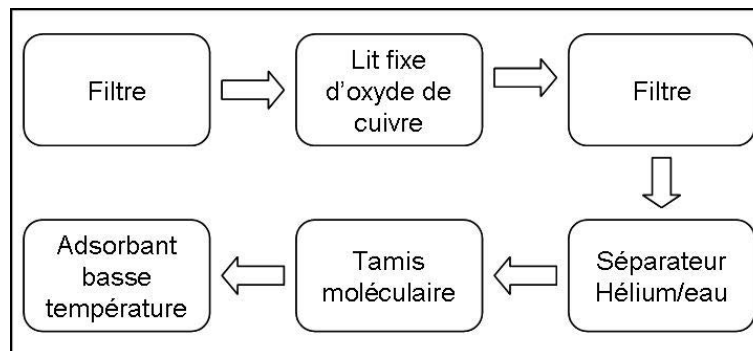 Filtre
Lit fixe
d'oxyde de
cuivre
Filtre
Séparateur
Hélium/eau
Tamis
moléculaire
Adsorbant
basse
température